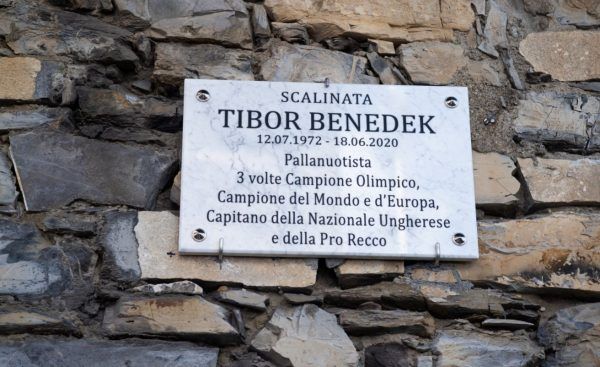 SCALINATA
TIBOR BENEDEK
12.07.1972 - 18.06.2020
Pallanuotista
3 volte Campione Olimpico,
Campione del Mondo e d'Europa,
Capitano della Nazionale Ungherese
e della Pro Recco